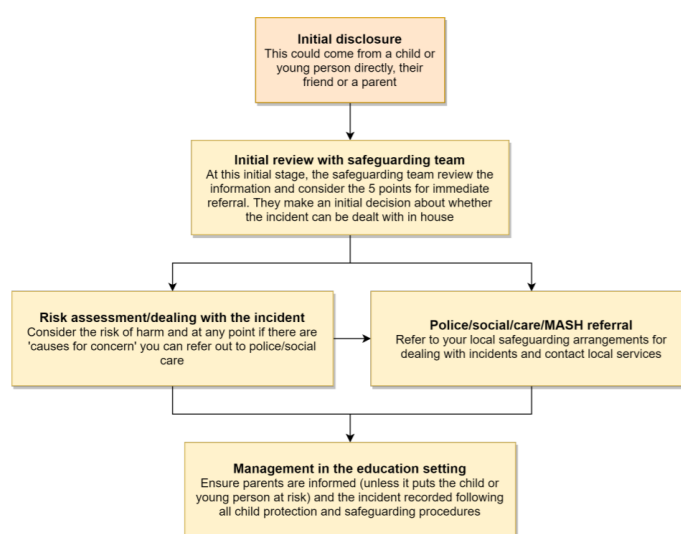 Initial disclosure
This could come from a child or
young person directly, their
friend or a parent
Initial review with safeguarding team
At this initial stage, the safeguarding team review the
information and consider the 5 points for immediate
referral. They make an initial decision about whether
the incident can be dealt with in house
Risk assessment/dealing with the incident
Consider the risk of harm and at any point if there are
'causes for concern' you can refer out to police/social
care
Police/social/care/MASH referral
Refer to your local safeguarding arrangements for
dealing with incidents and contact local services
Management in the education setting
Ensure parents are informed (unless it puts the child or
young person at risk) and the incident recorded following
all child protection and safeguarding procedures